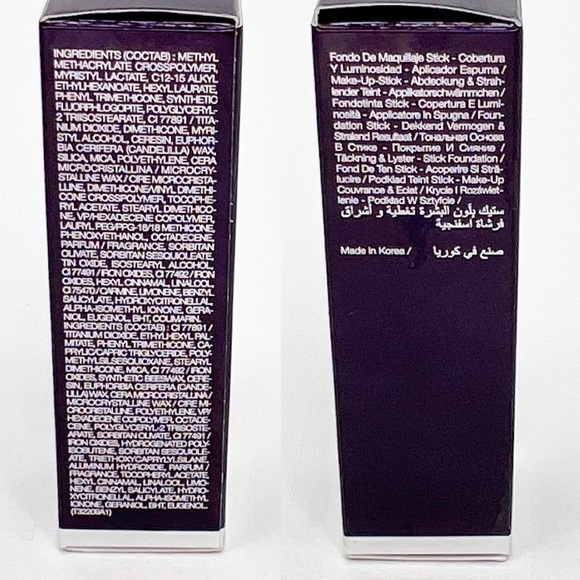 INGREDIENTS (COCTAB) : METHYL
METHACRYLATE CROSSPOLYMER,
MYRISTYL LACTATE, C12-15 ALKYL
ETHYLHEXANOATE, HEXYL LAURATE,
PHENYL TRIMETHICONE, SYNTHETIC
FLUORPHLOGOPITE, POLYGLYCERYL-
2 TRIISOSTEARATE, CI 77891 / TITA-
NIUM DIOXIDE, DIMETHICONE, MYRI-
STYL ALCOHOL, CERESIN, EUPHOR-
BIA CERIFERA (CANDELILLA) WAX,
SILICA, MICA, POLYETHYLENE, CERA
MICROCRISTALLINA / MICROCRY-
STALLINE WAX / CIRE MICROCRISTAL-
LINE, DIMETHICONE/VINYL DIMETHI-
CONE CROSSPOLYMER, TOCOPHE-
RYL ACETATE, STEARYL DIMETHICO-
NE, VP/HEXADECENE COPOLYMER,
LAURYL PEG/PPG-18/18 METHICONE,
PHENOXYETHANOL, OCTADECENE,
PARFUM / FRAGRANCE, SORBITAN
OLIVATE, SORBITAN SESQUIOLEATE,
TIN OXIDE, ISOSTEARYL ALCOHOL,
CI 77491 / IRON OXIDES, CI 77492 / IRON
OXIDES, HEXYL CINNAMAL, LINALOOL,
CI 75470 / CARMINE, LIMONENE, BENZYL
SALICYLATE, HYDROXYCITRONELLAL,
ALPHA-ISOMETHYL IONONE, GERA-
NIOL, EUGENOL, BHT, COUMARIN.
INGREDIENTS (COCTAB) : CI 77891 /
TITANIUM DIOXIDE, ETHYLHEXYL PAL-
MITATE, PHENYL TRIMETHICONE, CA-
PRYLIC/CAPRIC TRIGLYCERIDE, POLY-
METHYLSILSESQUIOXANE, STEARYL
DIMETHICONE, MICA, CI 77492 / IRON
OXIDES, SYNTHETIC BEESWAX, CERE-
SIN, EUPHORBIA CERIFERA (CANDE-
LILLA) WAX, CERA MICROCRISTALLINA /
MICROCRYSTALLINE WAX / CIRE MI-
CROCRISTALLINE, POLYETHYLENE, VP/
HEXADECENE COPOLYMER, OCTADE-
CENE, POLYGLYCERYL-2 TRIISOSTE-
ARATE, SORBITAN OLIVATE, CI 77491 /
IRON OXIDES, HYDROGENATED POLY-
ISOBUTENE, SORBITAN SESQUIOLE-
ATE, TRIETHOXYCAPRYLYLSILANE,
ALUMINUM HYDROXIDE, PARFUM /
FRAGRANCE, TOCOPHERYL ACETATE,
HEXYL CINNAMAL, LINALOOL, LIMO-
NENE, BENZYL SALICYLATE, HYDRO-
XYCITRONELLAL, ALPHA-ISOMETHYL
IONONE, GERANIOL, BHT, EUGENOL.
(T32209A1)
Fondo De Maquillaje Stick - Cobertura
Y Luminosidad - Aplicador Espuma /
Make-Up-Stick - Abdeckung & Strah-
lender Teint - Applikatorschwämmchen /
Fondotinta Stick - Copertura E Lumi-
nosità - Applicatore In Spugna / Foun-
dation Stick - Dekkend Vermogen &
Stralend Resultaat / Тональная Основа
В Стике - Покрытие И Сияние /
Täckning & Lyster - Stick Foundation /
Fond De Ten Stick - Acoperire Si Stră-
lucire / Podklad Teint Stick - Make-Up
Couvrance & Eclat / Krycie I Rozświet-
lenie - Podkład W Sztyfcie /
ستيك بلون البشرة تغطية و أشراق
فرشاة أسفنجية
Made in Korea / صنع في كوريا